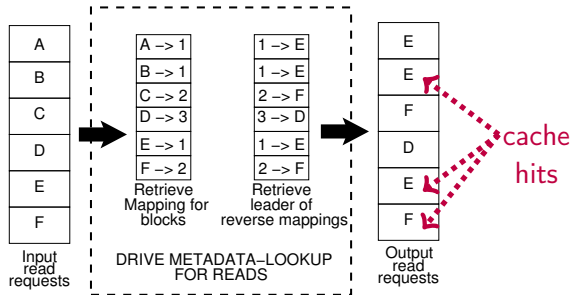 A
B
C
D
E
F
Input
read
requests
A −> 1
B −> 1
C −> 2
D −> 3
E −> 1
F −> 2
Retrieve
Mapping for
blocks
1 −> E
1 −> E
2 −> F
3 −> D
1 −> E
2 −> F
Retrieve
leader of
reverse mappings
DRIVE METADATA−LOOKUP
FOR READS
E
E
F
D
E
F
Output
read
requests
cache
hits